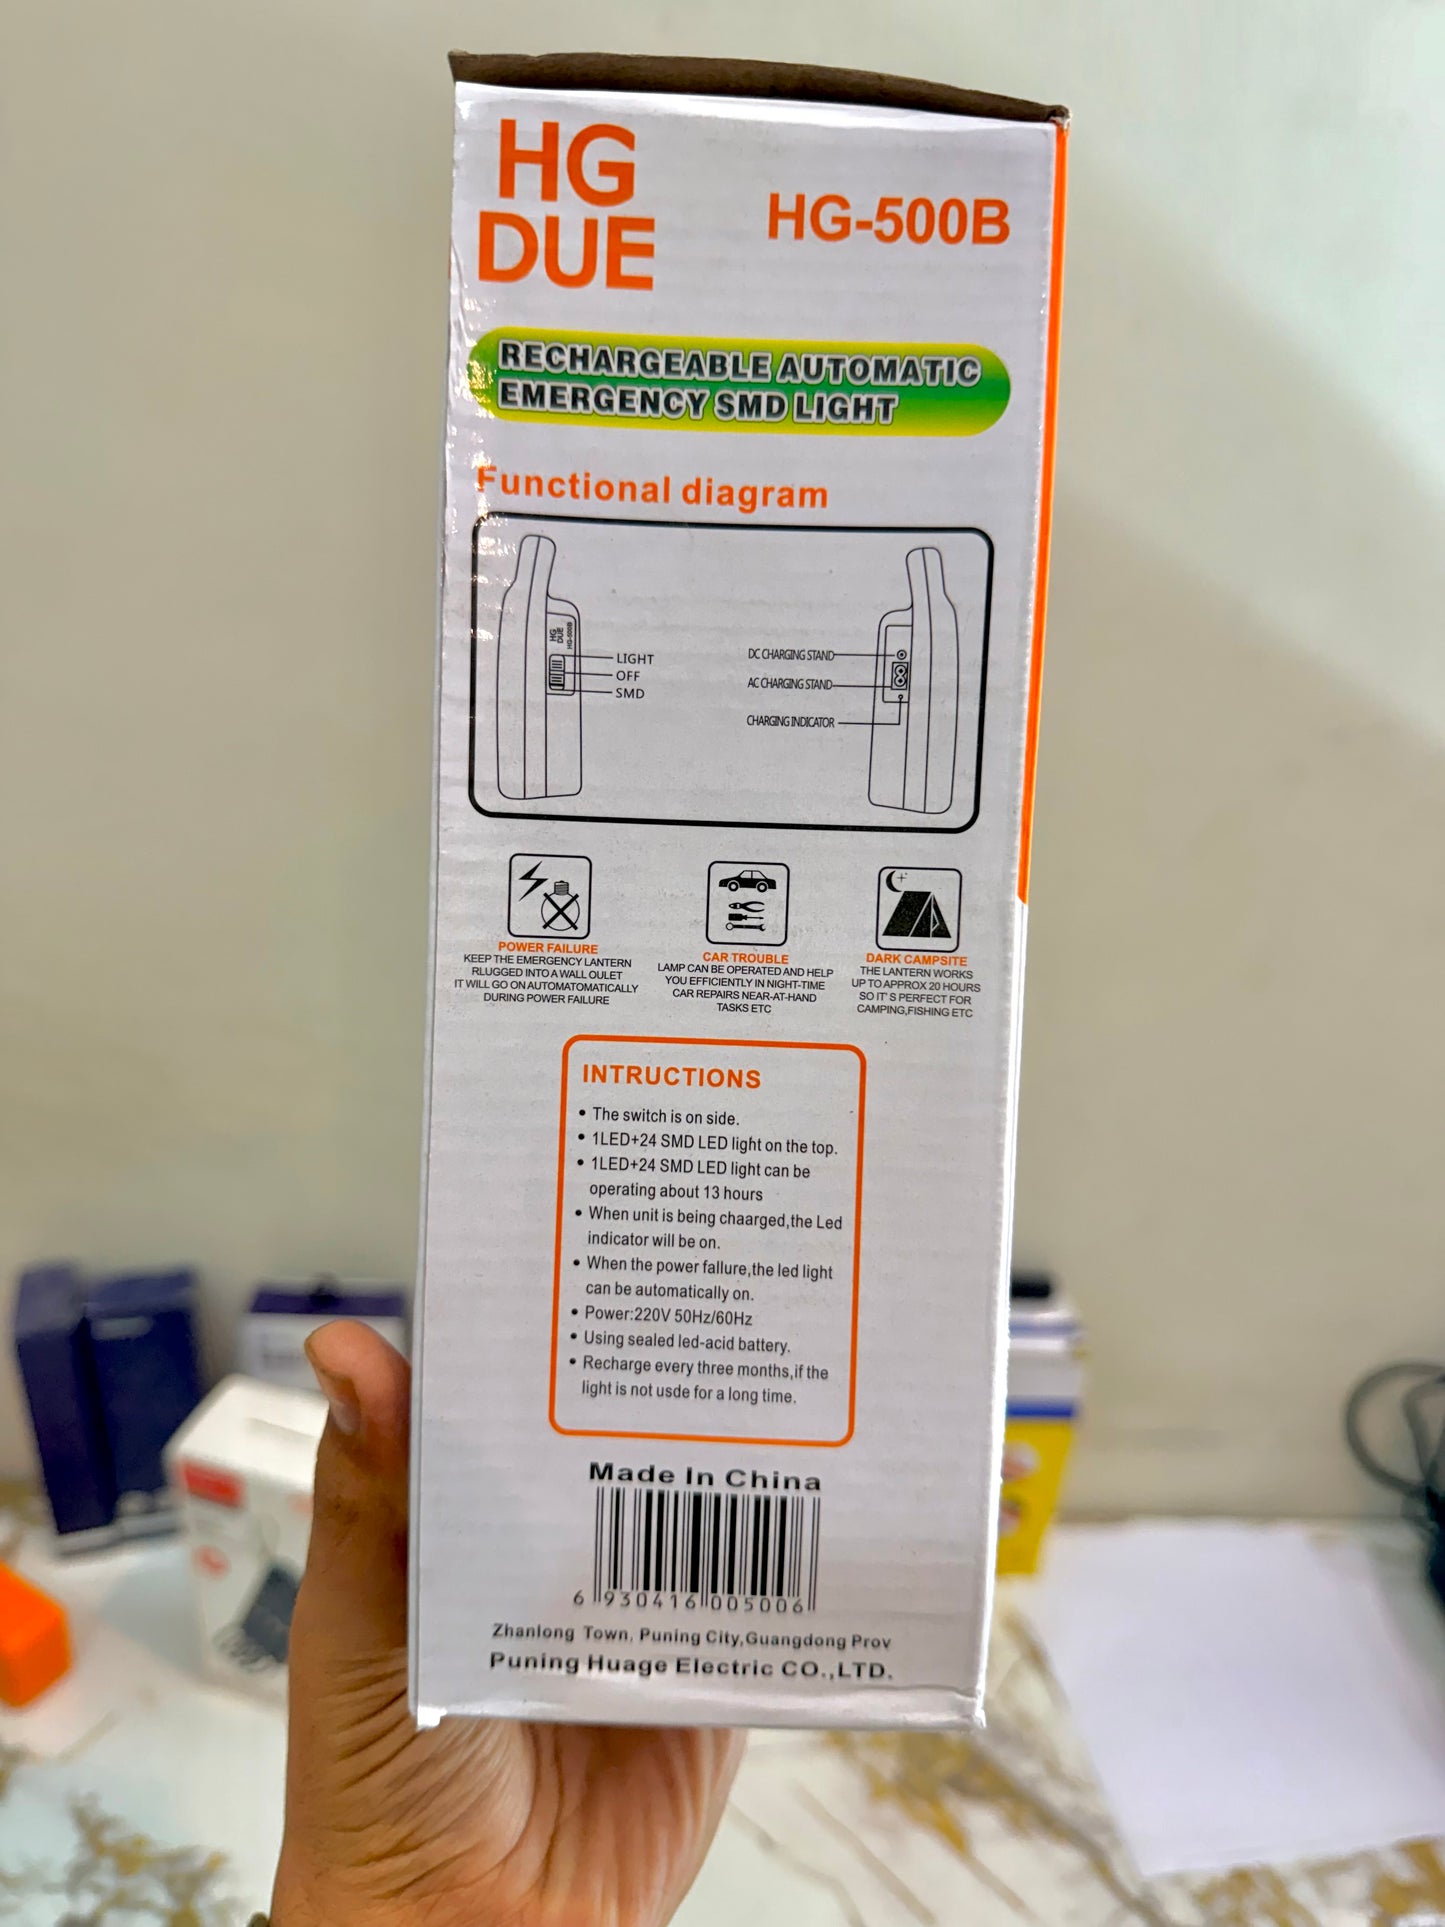 HG
DUE
HG-500B
RECHARGEABLE AUTOMATIC
EMERGENCY SMD LIGHT
Functional diagram
HG
DUE
HG-500B
LIGHT
OFF
SMD
DC CHARGING STAND
AC CHARGING STAND
CHARGING INDICATOR
POWER FAILURE
KEEP THE EMERGENCY LANTERN
RLUGGED INTO A WALL OULET
IT WILL GO ON AUTOMATOMATICALLY
DURING POWER FAILURE
CAR TROUBLE
LAMP CAN BE OPERATED AND HELP
YOU EFFICIENTLY IN NIGHT-TIME
CAR REPAIRS NEAR-AT-HAND
TASKS ETC
DARK CAMPSITE
THE LANTERN WORKS
UP TO APPROX 20 HOURS
SO IT'S PERFECT FOR
CAMPING,FISHING ETC
INTRUCTIONS
• The switch is on side.
• 1LED+24 SMD LED light on the top.
• 1LED+24 SMD LED light can be
operating about 13 hours
• When unit is being chaarged,the Led
indicator will be on.
• When the power fallure,the led light
can be automatically on.
• Power:220V 50Hz/60Hz
• Using sealed led-acid battery.
• Recharge every three months,if the
light is not usde for a long time.
Made In China
6 930416 005006
Zhanlong Town, Puning City,Guangdong Prov
Puning Huage Electric CO.,LTD.